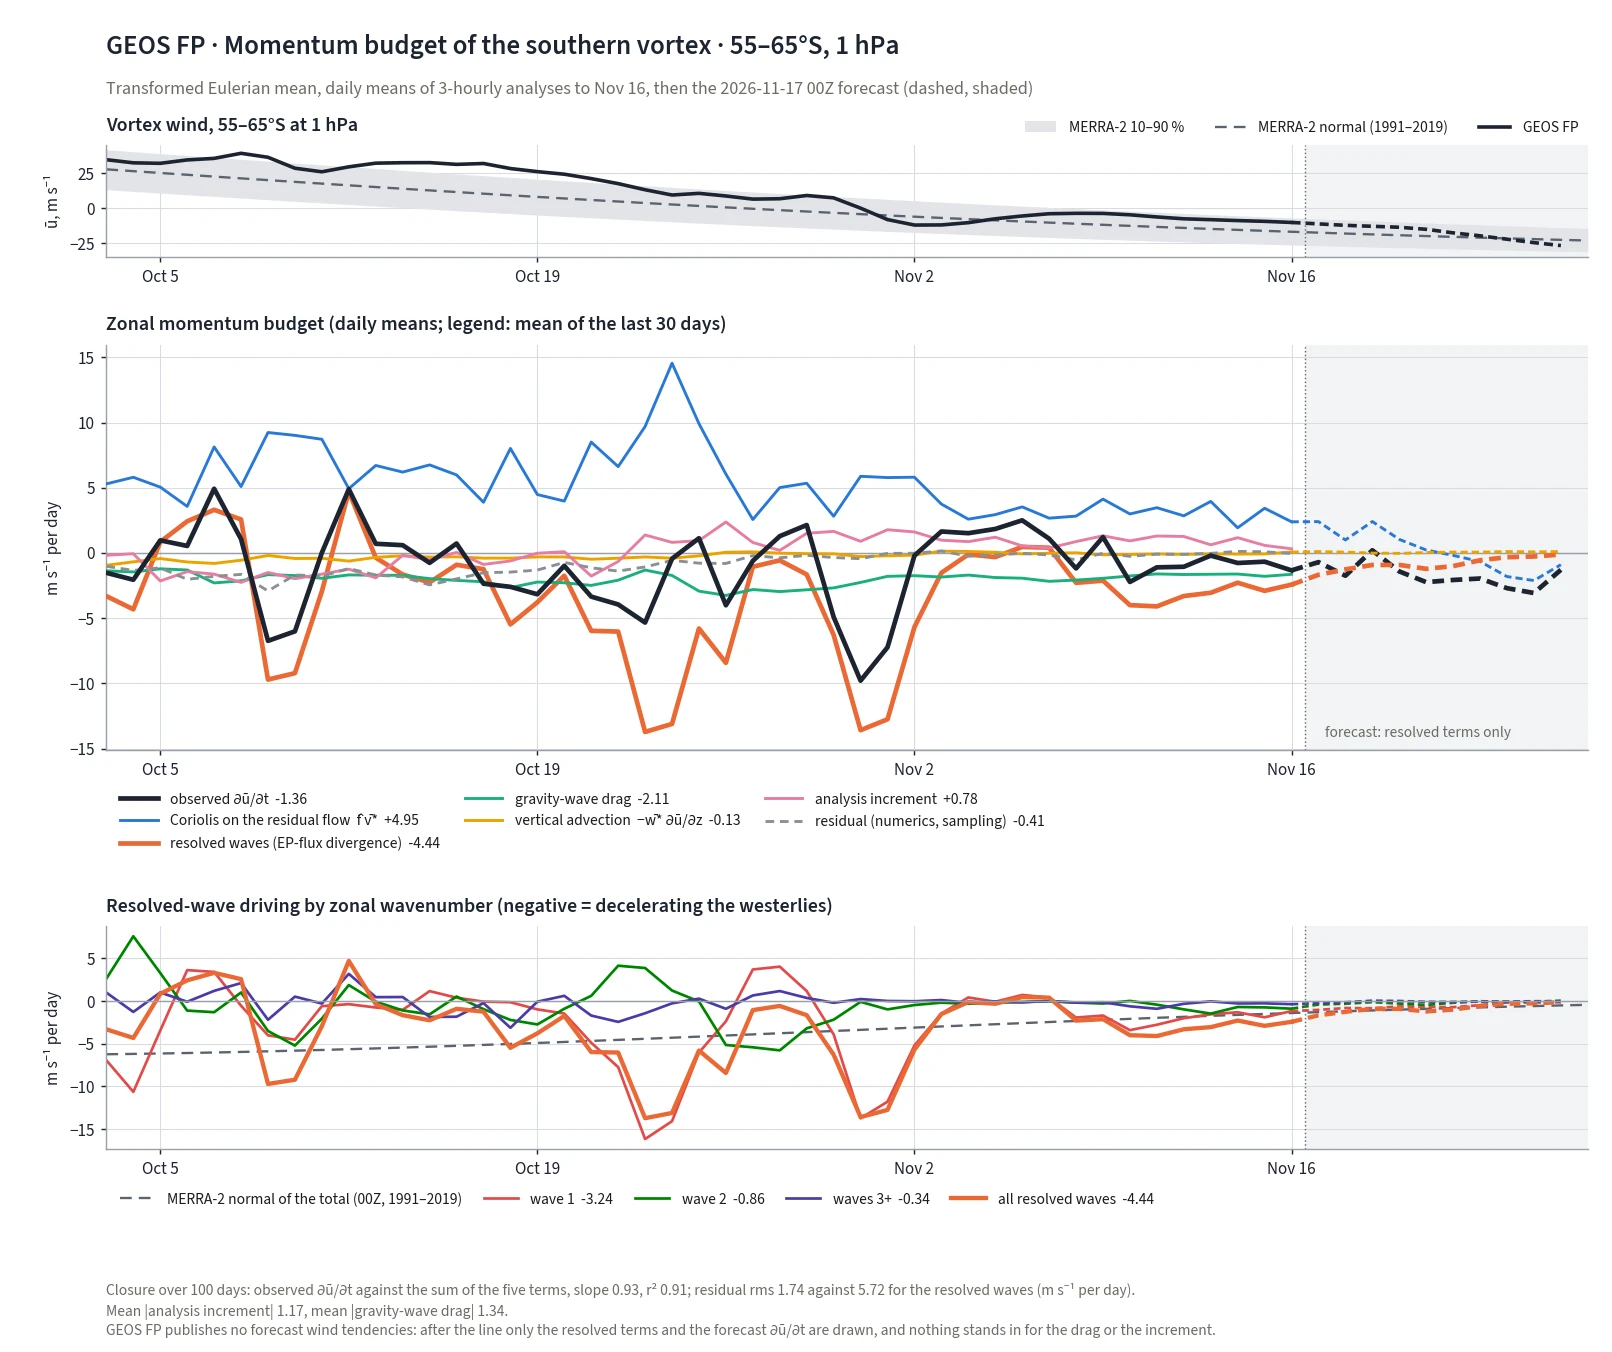 GEOS FP · Momentum budget of the southern vortex · 55–65°S, 1 hPa
Transformed Eulerian mean, daily means of 3-hourly analyses to Nov 16, then the 2026-11-17 00Z forecast (dashed, shaded)
Vortex wind, 55–65°S at 1 hPa
MERRA-2 10–90 %
MERRA-2 normal (1991–2019)
GEOS FP
ū, m s⁻¹
25
0
−25
Oct 5
Oct 19
Nov 2
Nov 16
Zonal momentum budget (daily means; legend: mean of the last 30 days)
m s⁻¹ per day
15
10
5
0
−5
−10
−15
forecast: resolved terms only
Oct 5
Oct 19
Nov 2
Nov 16
observed ∂ū/∂t -1.36
gravity-wave drag -2.11
analysis increment +0.78
Coriolis on the residual flow f v̄* +4.95
vertical advection −w̄* ∂ū/∂z -0.13
residual (numerics, sampling) -0.41
resolved waves (EP-flux divergence) -4.44
Resolved-wave driving by zonal wavenumber (negative = decelerating the westerlies)
m s⁻¹ per day
5
0
−5
−10
−15
Oct 5
Oct 19
Nov 2
Nov 16
MERRA-2 normal of the total (00Z, 1991–2019)
wave 1 -3.24
wave 2 -0.86
waves 3+ -0.34
all resolved waves -4.44
Closure over 100 days: observed ∂ū/∂t against the sum of the five terms, slope 0.93, r² 0.91; residual rms 1.74 against 5.72 for the resolved waves (m s⁻¹ per day).
Mean |analysis increment| 1.17, mean |gravity-wave drag| 1.34.
GEOS FP publishes no forecast wind tendencies: after the line only the resolved terms and the forecast ∂ū/∂t are drawn, and nothing stands in for the drag or the increment.